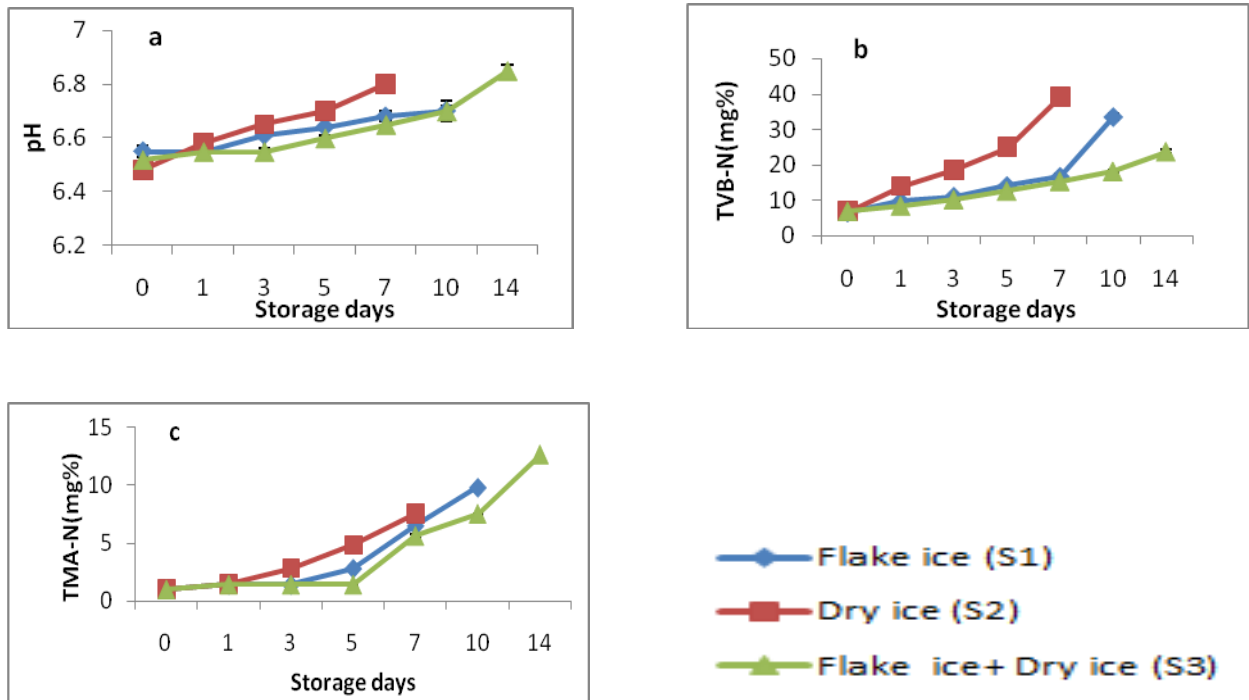 a
7
6.8
6.6
6.4
6.2
pH
0 1 3 5 7 10 14
Storage days
b
50
40
30
20
10
0
TVB-N(mg%)
0 1 3 5 7 10 14
Storage days
c
15
10
5
0
TMA-N(mg%)
0 1 3 5 7 10 14
Storage days
Flake ice (S1)
Dry ice (S2)
Flake ice+ Dry ice (S3)